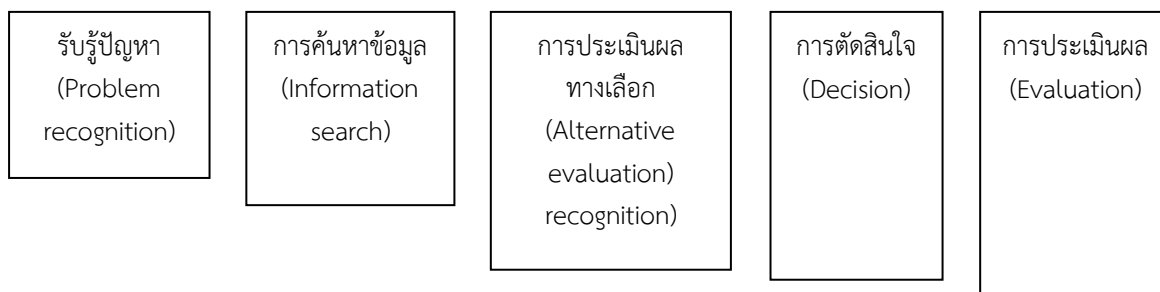 รับรู้ปัญหา
(Problem
recognition)
การค้นหาข้อมูล
(Information
search)
การประเมินผล
ทางเลือก
(Alternative
evaluation)
recognition)
การตัดสินใจ
(Decision)
การประเมินผล
(Evaluation)